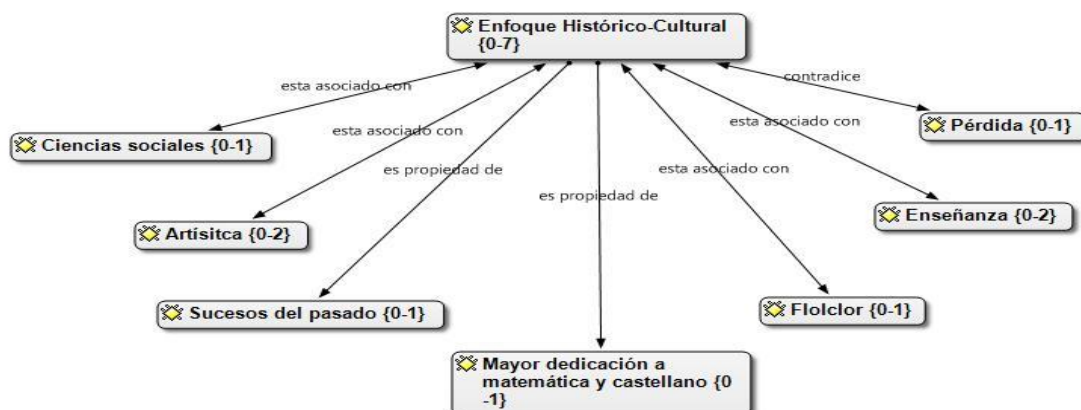 Enfoque Histórico-Cultural
{0-7}
contradice
esta asociado con
Pérdida {0-1}
esta asociado con
esta asociado con
Ciencias sociales {0-1}
es propiedad de
esta asociado con
es propiedad de
Enseñanza {0-2}
Artísitca {0-2}
Sucesos del pasado {0-1}
Flolclor {0-1}
Mayor dedicación a
matemática y castellano {0
-1}